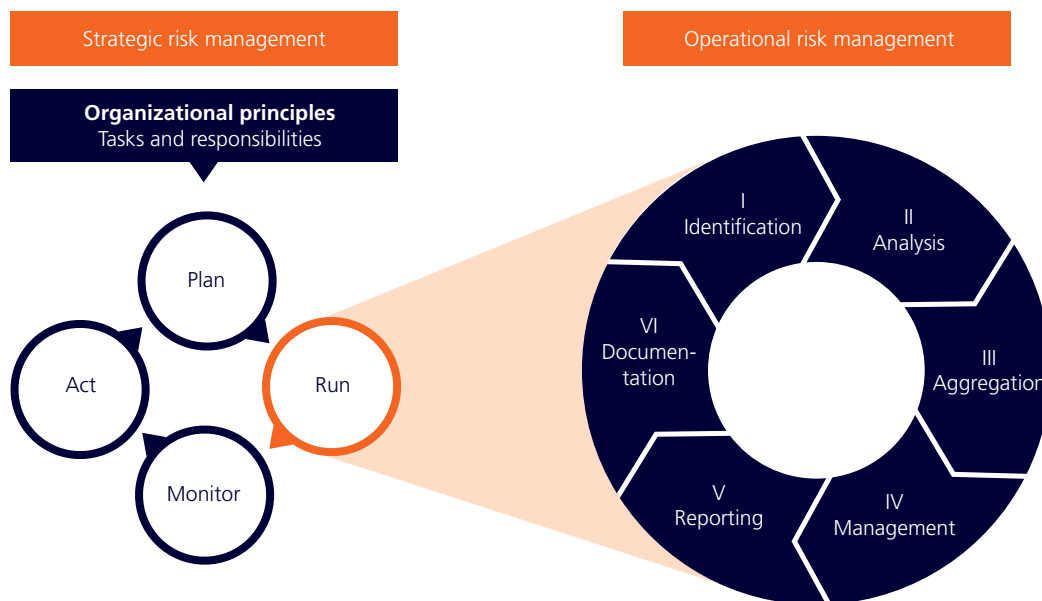 Strategic risk management
Operational risk management
Organizational principles
Tasks and responsibilities
Plan
Run
Monitor
Act
I
Identification
II
Analysis
III
Aggregation
IV
Management
V
Reporting
VI
Documen-
tation